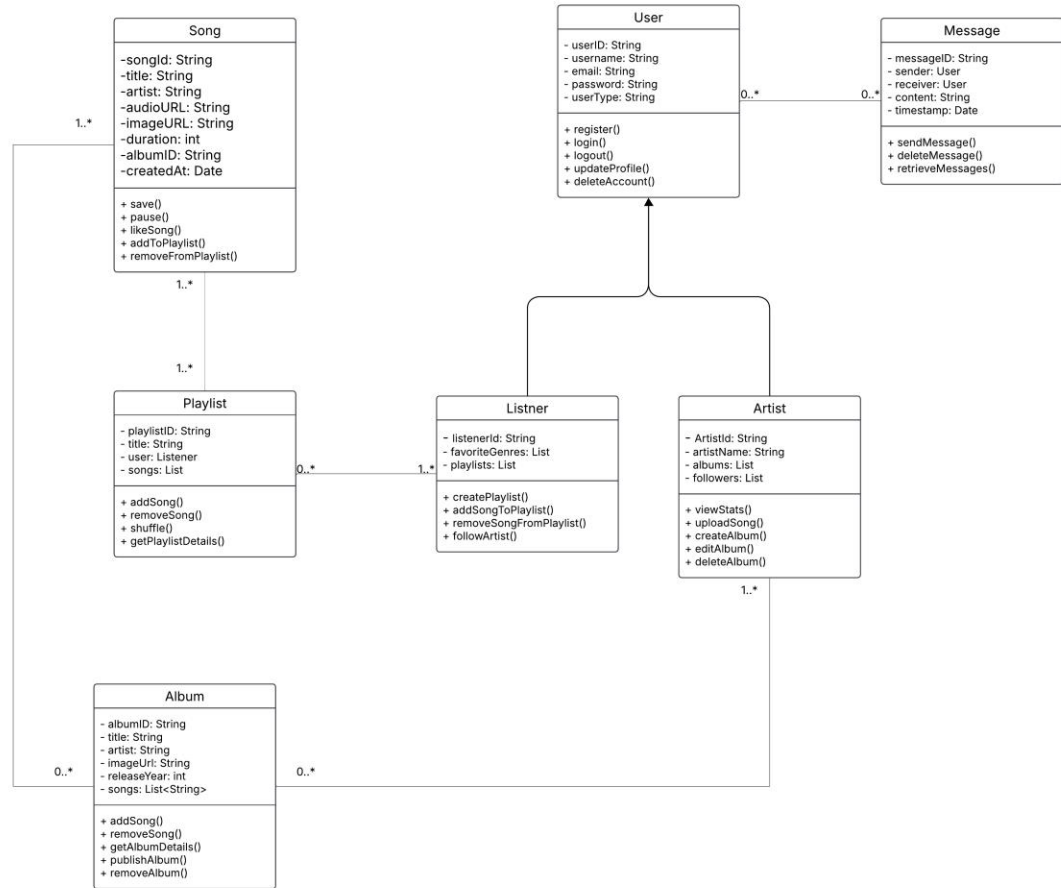 Song
-songId: String
-title: String
-artist: String
-audioURL: String
-imageURL: String
-duration: int
-albumID: String
-createdAt: Date
+ save()
+ pause()
+ likeSong()
+ addToPlaylist()
+ removeFromPlaylist()
User
- userID: String
- username: String
- email: String
- password: String
- userType: String
+ register()
+ login()
+ logout()
+ updateProfile()
+ deleteAccount()
0..*
0..*
Message
- messageID: String
- sender: User
- receiver: User
- content: String
- timestamp: Date
+ sendMessage()
+ deleteMessage()
+ retrieveMessages()
1..*
1..*
1..*
Playlist
- playlistID: String
- title: String
- user: Listener
- songs: List
+ addSong()
+ removeSong()
+ shuffle()
+ getPlaylistDetails()
0..*
1..*
Listner
- listenerId: String
- favoriteGenres: List
- playlists: List
+ createPlaylist()
+ addSongToPlaylist()
+ removeSongFromPlaylist()
+ followArtist()
Artist
- ArtistId: String
- artistName: String
- albums: List
- followers: List
+ viewStats()
+ uploadSong()
+ createAlbum()
+ editAlbum()
+ deleteAlbum()
1..*
Album
- albumID: String
- title: String
- artist: String
- imageUrl: String
- releaseYear: int
- songs: List<String>
+ addSong()
+ removeSong()
+ getAlbumDetails()
+ publishAlbum()
+ removeAlbum()
0..*
0..*